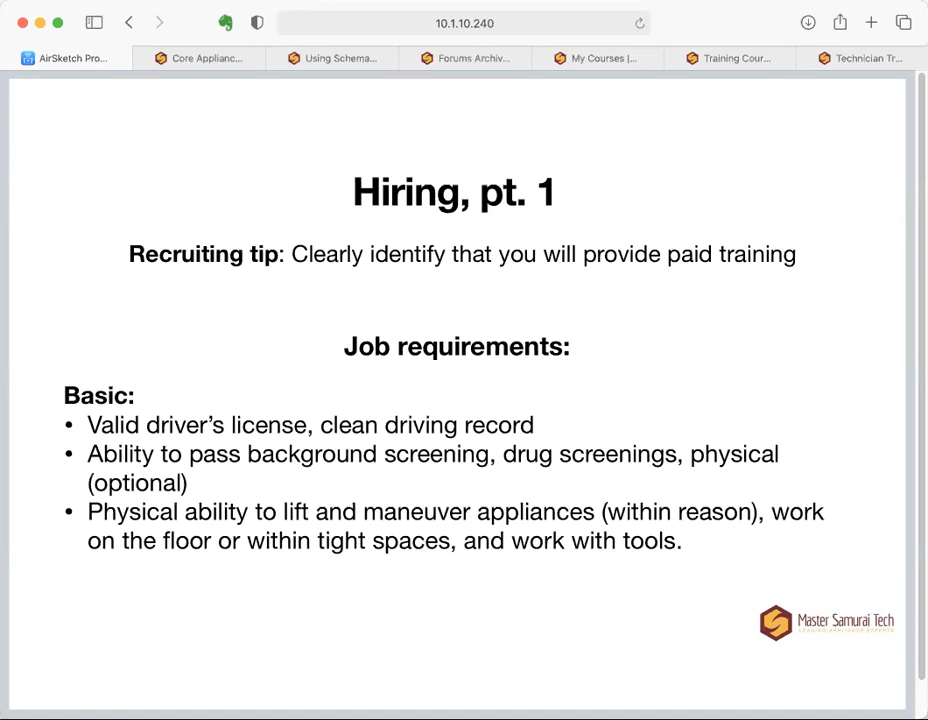 10.1.10.240
AirSketch Pro...
Core Applianc...
Using Schema...
Forums Archiv...
My Courses |...
Training Cour...
Technician Tr...
Hiring, pt. 1
Recruiting tip: Clearly identify that you will provide paid training
Job requirements:
Basic:
• Valid driver's license, clean driving record
• Ability to pass background screening, drug screenings, physical
(optional)
• Physical ability to lift and maneuver appliances (within reason), work
on the floor or within tight spaces, and work with tools.
Master Samurai Tech
LEADING APPLIANCE EXPERTS